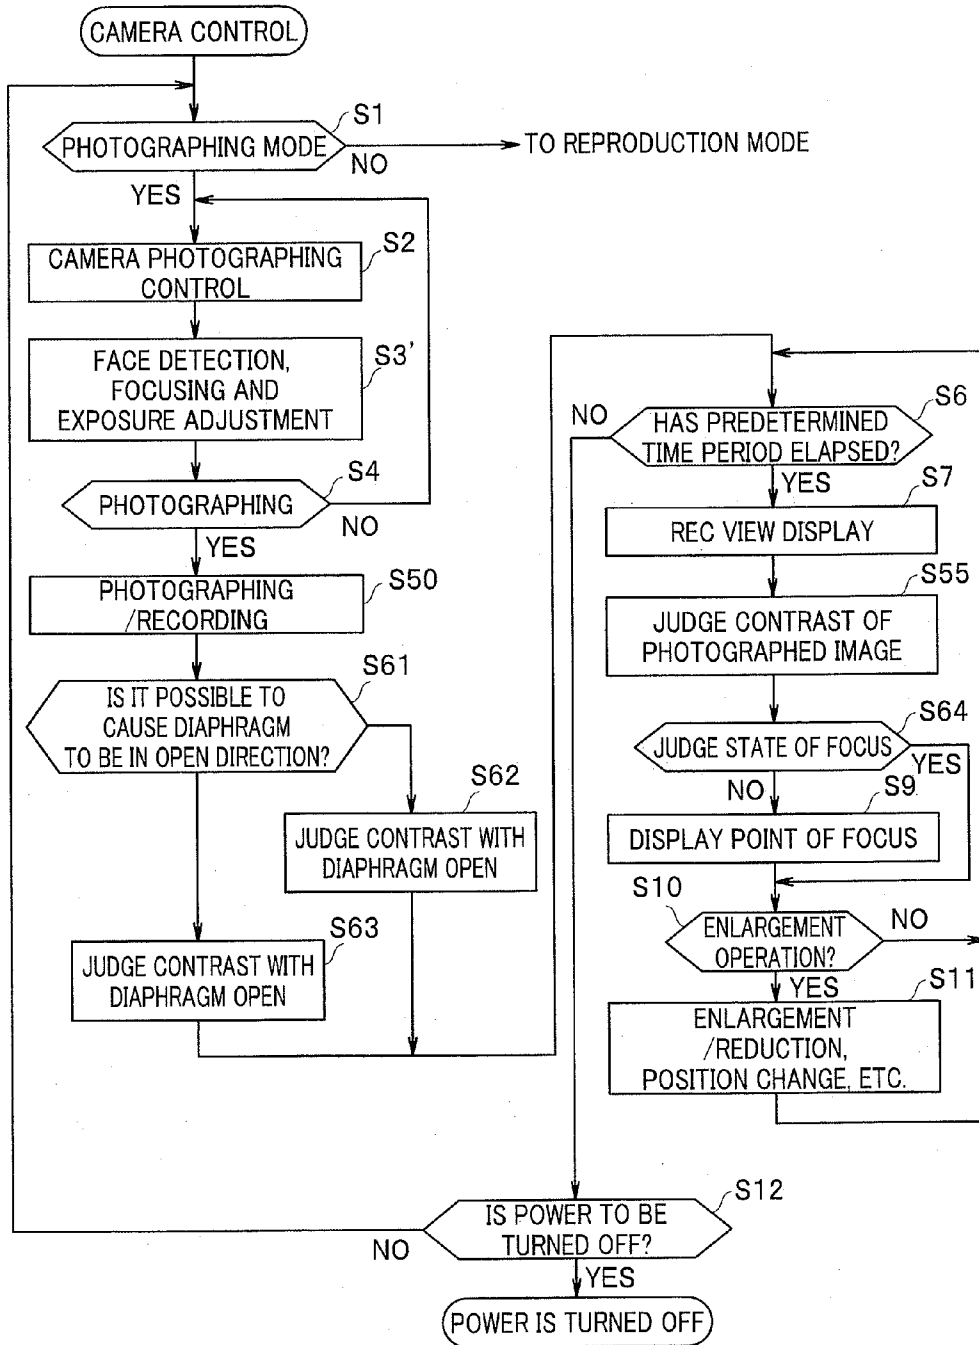 CAMERA CONTROL
S1
PHOTOGRAPHING MODE
TO REPRODUCTION MODE
NO
YES
S2
CAMERA PHOTOGRAPHING
CONTROL
S3'
FACE DETECTION,
FOCUSING AND
EXPOSURE ADJUSTMENT
S4
PHOTOGRAPHING
NO
YES
S50
PHOTOGRAPHING
/RECORDING
S61
IS IT POSSIBLE TO
CAUSE DIAPHRAGM
TO BE IN OPEN DIRECTION?
S62
JUDGE CONTRAST WITH
DIAPHRAGM OPEN
S63
JUDGE CONTRAST WITH
DIAPHRAGM OPEN
S6
NO
HAS PREDETERMINED
TIME PERIOD ELAPSED?
YES
S7
REC VIEW DISPLAY
S55
JUDGE CONTRAST OF
PHOTOGRAPHED IMAGE
S64
JUDGE STATE OF FOCUS
YES
NO
S9
DISPLAY POINT OF FOCUS
S10
ENLARGEMENT
OPERATION?
NO
YES
S11
ENLARGEMENT
/REDUCTION,
POSITION CHANGE, ETC.
S12
IS POWER TO BE
TURNED OFF?
NO
YES
POWER IS TURNED OFF